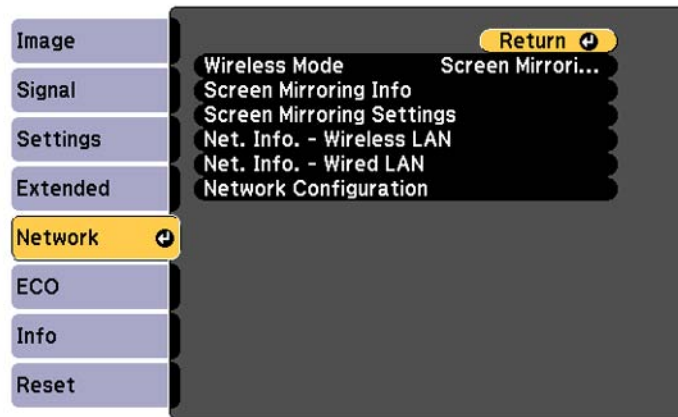 Image
Signal
Settings
Extended
Network
ECO
Info
Reset
Return
Wireless Mode Screen Mirrori...
Screen Mirroring Info
Screen Mirroring Settings
Net. Info. - Wireless LAN
Net. Info. - Wired LAN
Network Configuration